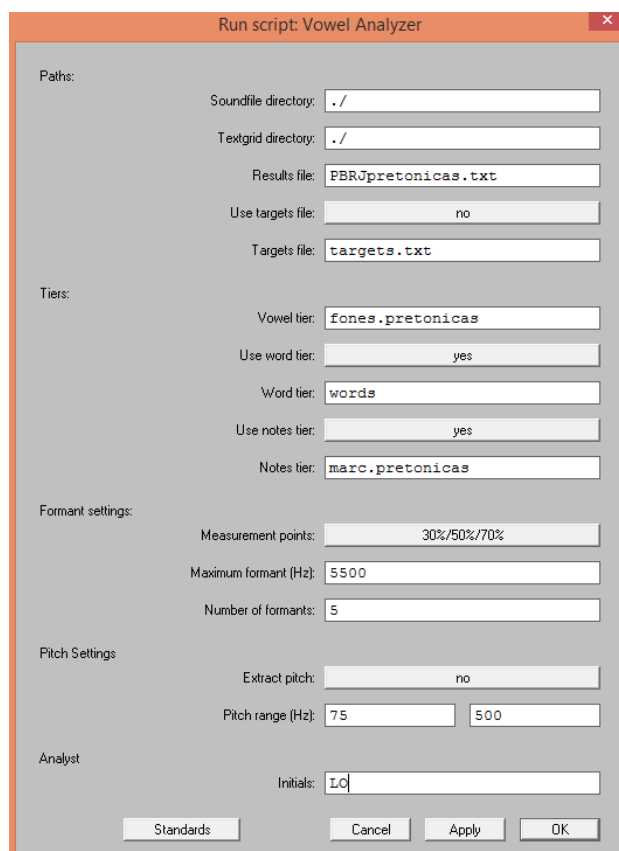 Run script: Vowel Analyzer
Paths:
Soundfile directory: ./
Textgrid directory: ./
Results file: PBRJpretonicas.txt
Use targets file: no
Targets file: targets.txt
Tiers:
Vowel tier: fones.pretonicas
Use word tier: yes
Word tier: words
Use notes tier: yes
Notes tier: marc.pretonicas
Formant settings:
Measurement points: 30%/50%/70%
Maximum formant (Hz): 5500
Number of formants: 5
Pitch Settings
Extract pitch: no
Pitch range (Hz): 75 500
Analyst
Initials: LO
Standards Cancel Apply OK